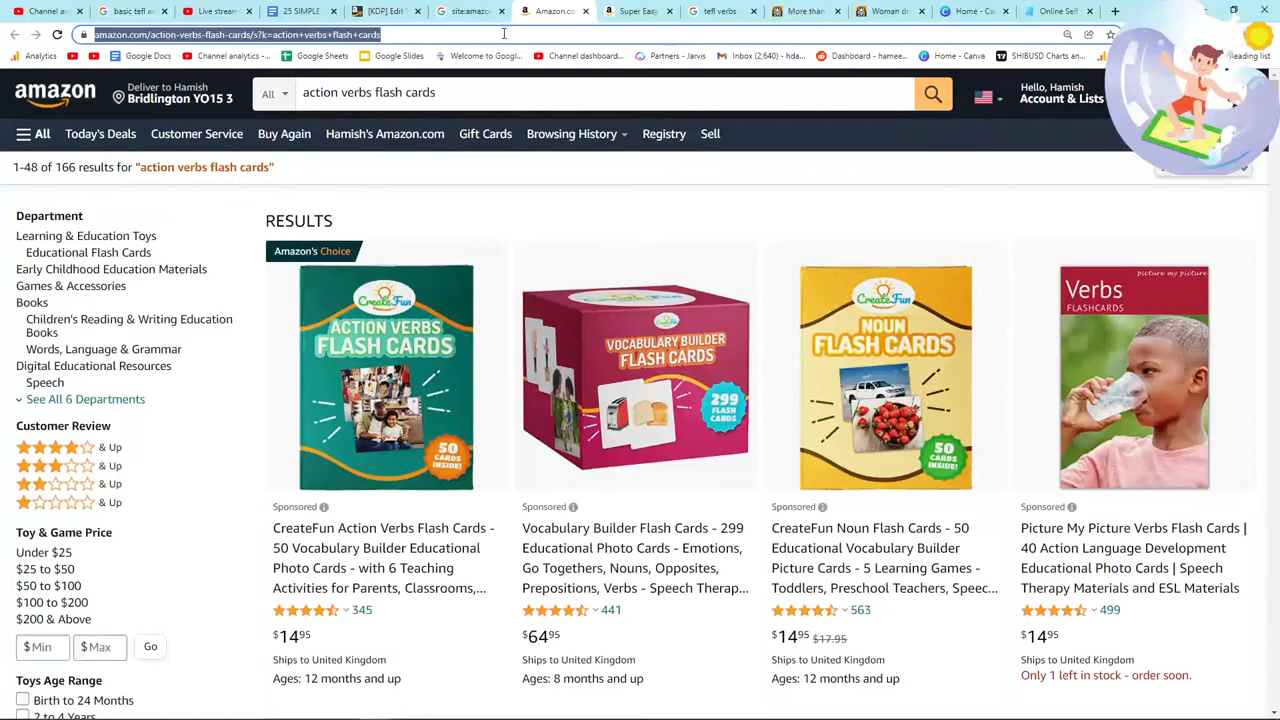 Channel an
basic tefl a
Live stream
25 SIMPLE
[KDP] Edit
site:amazo
Amazon.co
Super Easy
tefl verbs -
More than
Woman dr
Home - Ca
Online Sel
amazon.com/action-verbs-flash-cards/s?k=action+verbs+flash+cards
Analytics
Google Docs
Channel analytics -...
Google Sheets
Google Slides
Welcome to Googl...
Channel dashboard...
Partners - Jarvis
Inbox (2,640) - hda...
Dashboard - hamee...
Home - Canva
SHIBUSD Charts an...
Reading list
amazon
Deliver to Hamish
Bridlington YO15 3
All
action verbs flash cards
Hello, Hamish
Account & Lists
All
Today's Deals
Customer Service
Buy Again
Hamish's Amazon.com
Gift Cards
Browsing History
Registry
Sell
1-48 of 166 results for "action verbs flash cards"
Department
Learning & Education Toys
Educational Flash Cards
Early Childhood Education Materials
Games & Accessories
Books
Children's Reading & Writing Education
Books
Words, Language & Grammar
Digital Educational Resources
Speech
See All 6 Departments
Customer Review
& Up
& Up
& Up
& Up
Toy & Game Price
Under $25
$25 to $50
$50 to $100
$100 to $200
$200 & Above
$ Min
$ Max
Go
Toys Age Range
Birth to 24 Months
2 to 4 Years
RESULTS
Amazon's Choice
CreateFun
ACTION VERBS
FLASH CARDS
50
CARDS
INSIDE!
Sponsored
CreateFun Action Verbs Flash Cards -
50 Vocabulary Builder Educational
Photo Cards - with 6 Teaching
Activities for Parents, Classrooms,...
345
$1495
Ships to United Kingdom
Ages: 12 months and up
CreateFun
VOCABULARY BUILDER
FLASH CARDS
299
FLASH
CARDS
Sponsored
Vocabulary Builder Flash Cards - 299
Educational Photo Cards - Emotions,
Go Togethers, Nouns, Opposites,
Prepositions, Verbs - Speech Therap...
441
$6495
Ships to United Kingdom
Ages: 8 months and up
CreateFun
NOUN
FLASH CARDS
50
CARDS
INSIDE!
Sponsored
CreateFun Noun Flash Cards - 50
Educational Vocabulary Builder
Picture Cards - 5 Learning Games -
Toddlers, Preschool Teachers, Speec...
563
$1495 $17.95
Ships to United Kingdom
Ages: 12 months and up
picture my picture
Verbs
FLASHCARDS
Sponsored
Picture My Picture Verbs Flash Cards |
40 Action Language Development
Educational Photo Cards | Speech
Therapy Materials and ESL Materials
499
$1495
Ships to United Kingdom
Only 1 left in stock - order soon.